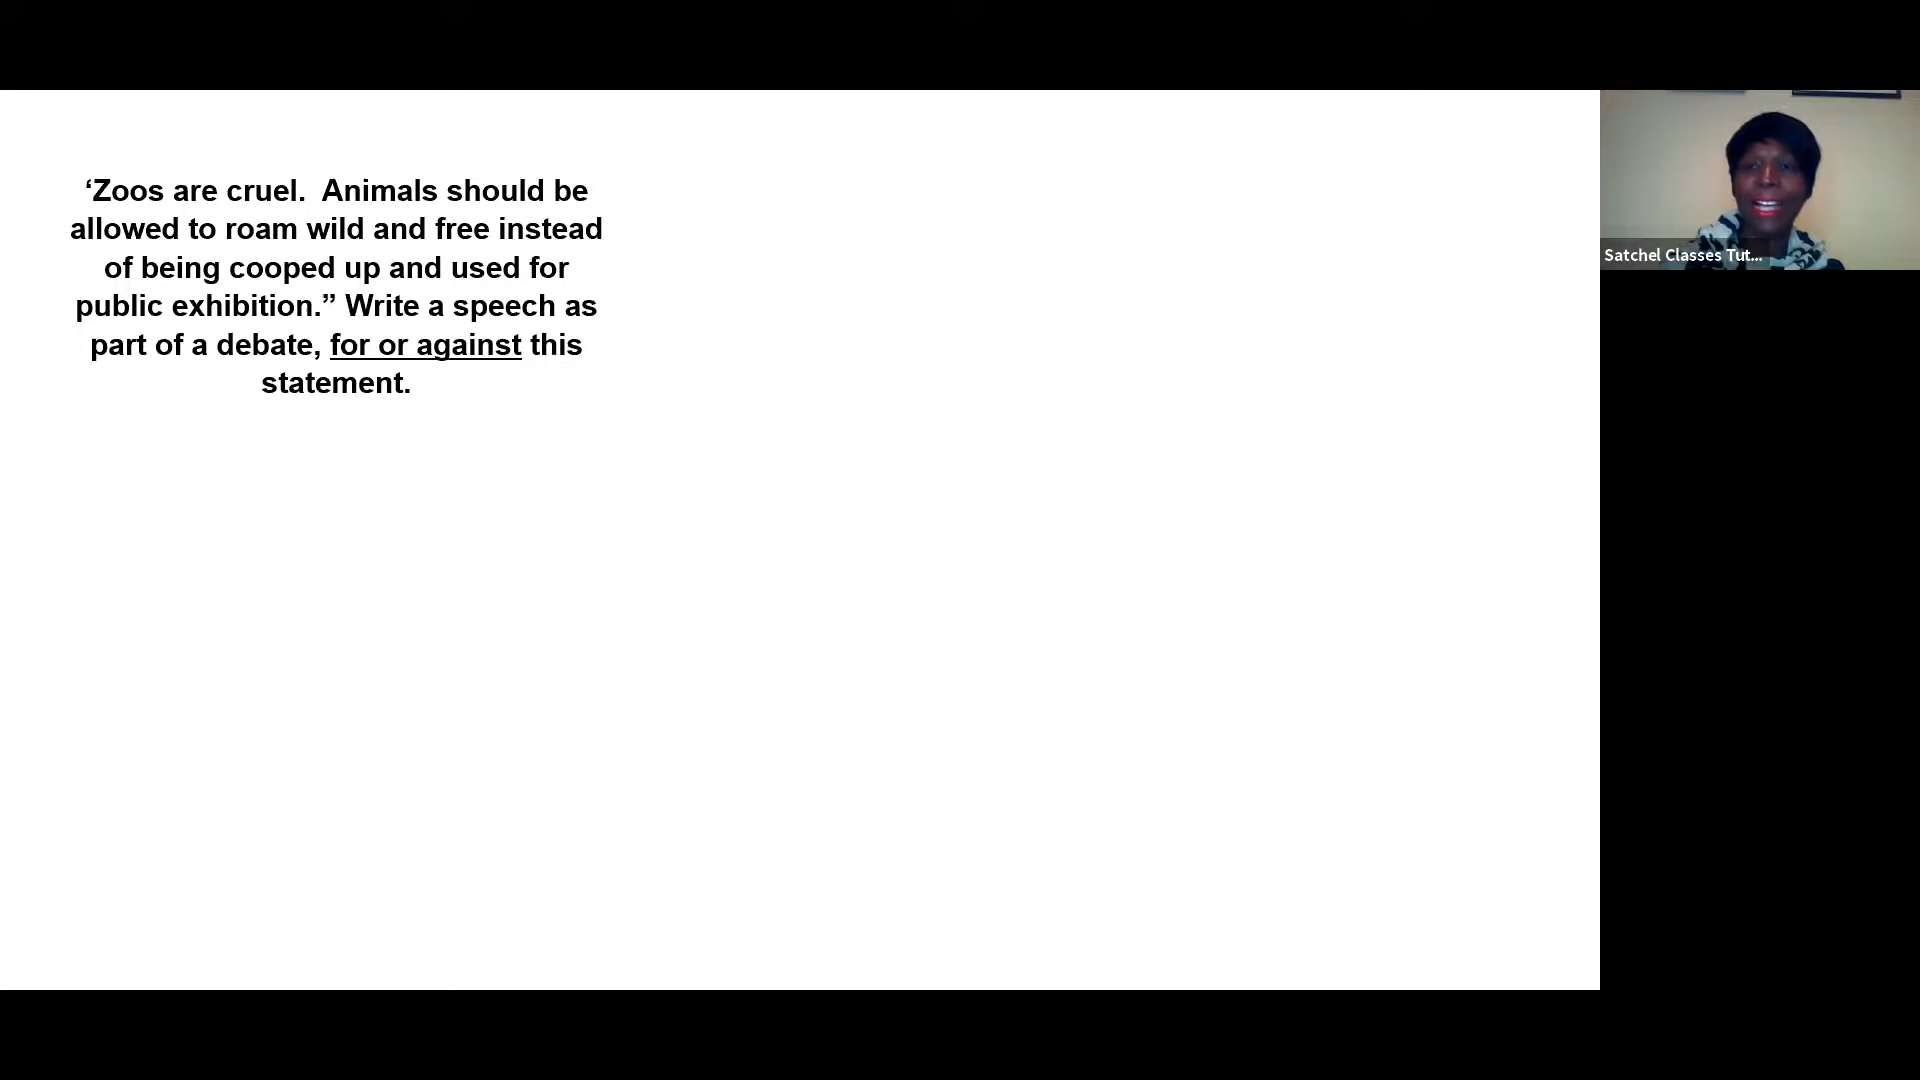 ‘Zoos are cruel.  Animals should be
allowed to roam wild and free instead
of being cooped up and used for
public exhibition.” Write a speech as
part of a debate, for or against this
statement.
Satchel Classes Tut...